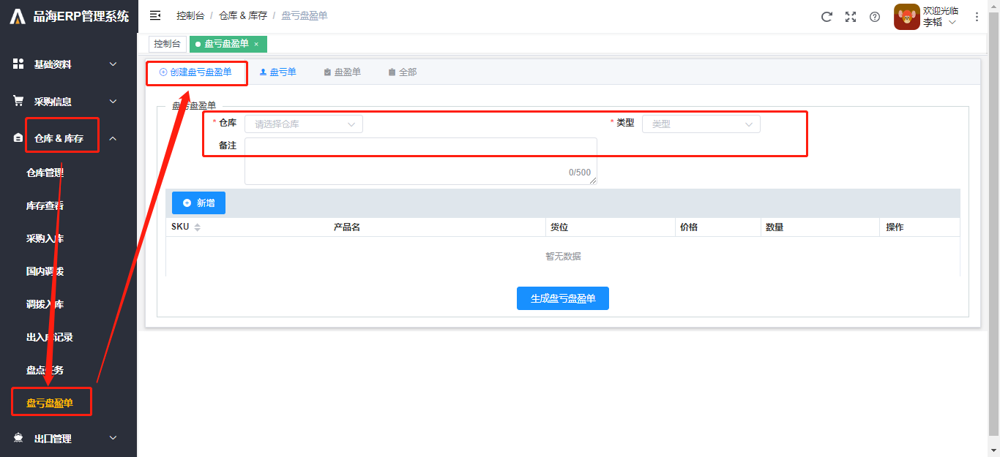 品海ERP管理系统
控制台 / 仓库 & 库存 / 盘亏盘盈单
欢迎光临
李韬
控制台
盘亏盘盈单 ×
基础资料
采购信息
仓库 & 库存
仓库管理
库存查看
采购入库
国内调拨
调拨入库
出入库记录
盘点任务
盘亏盘盈单
出口管理
创建盘亏盘盈单 盘亏单 盘盈单 全部
盘亏盘盈单
* 仓库 请选择仓库 * 类型 类型
备注
0/500
新增
SKU 产品名 货位 价格 数量 操作
暂无数据
生成盘亏盘盈单